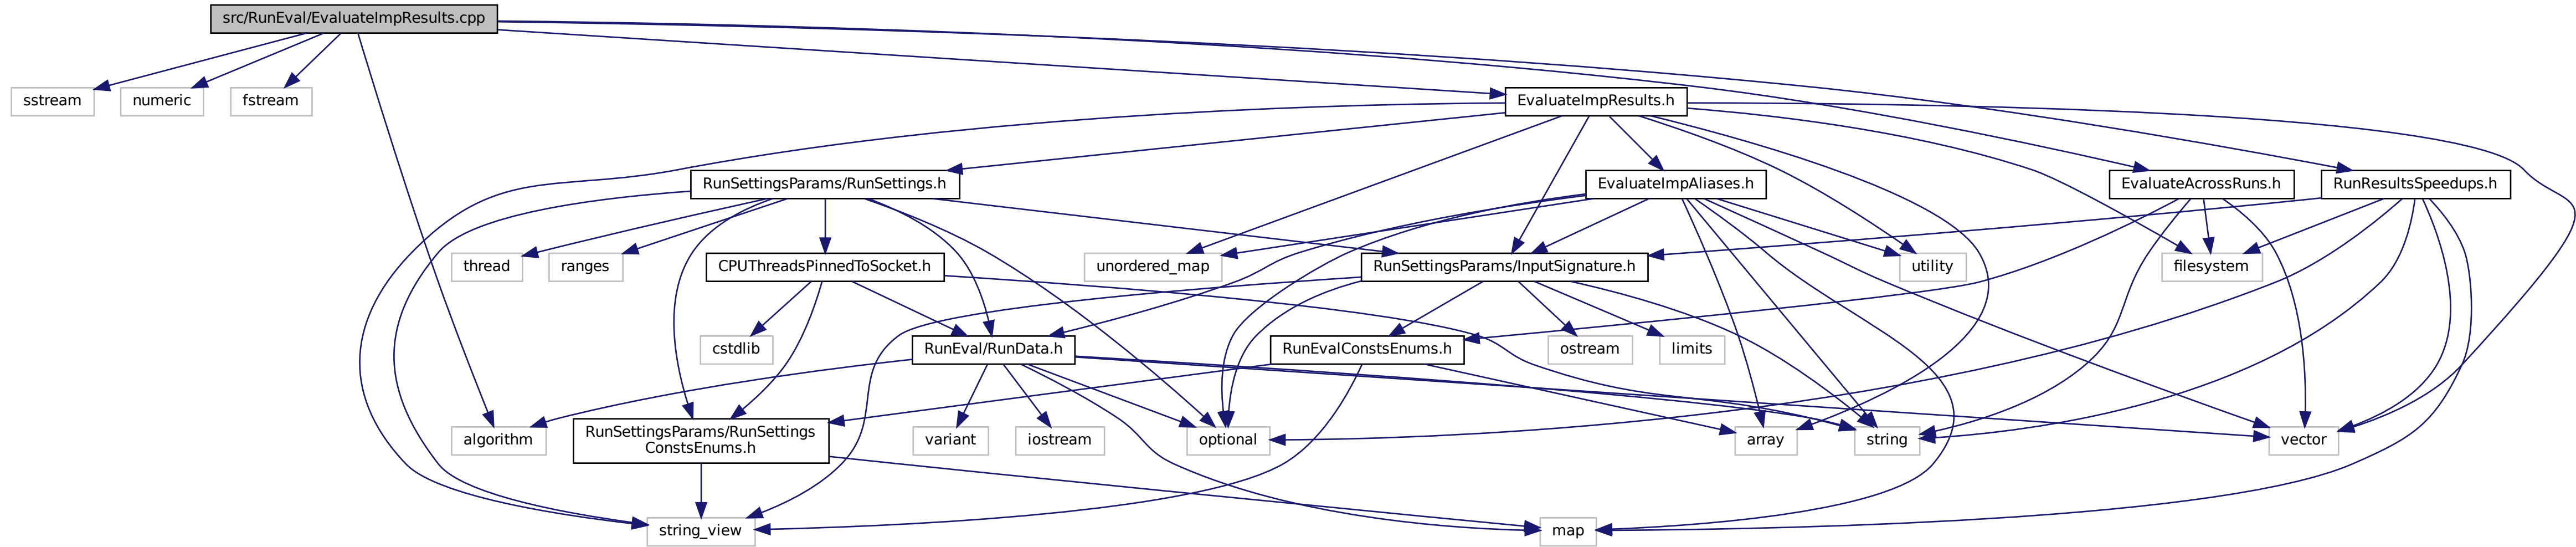 src/RunEval/EvaluateImpResults.cpp
sstream
numeric
fstream
EvaluateImpResults.h
RunSettingsParams/RunSettings.h
EvaluateImpAliases.h
EvaluateAcrossRuns.h
RunResultsSpeedups.h
thread
ranges
CPUThreadsPinnedToSocket.h
unordered_map
RunSettingsParams/InputSignature.h
utility
filesystem
cstdlib
RunEval/RunData.h
RunEvalConstsEnums.h
ostream
limits
algorithm
RunSettingsParams/RunSettings
ConstsEnums.h
variant
iostream
optional
array
string
vector
string_view
map